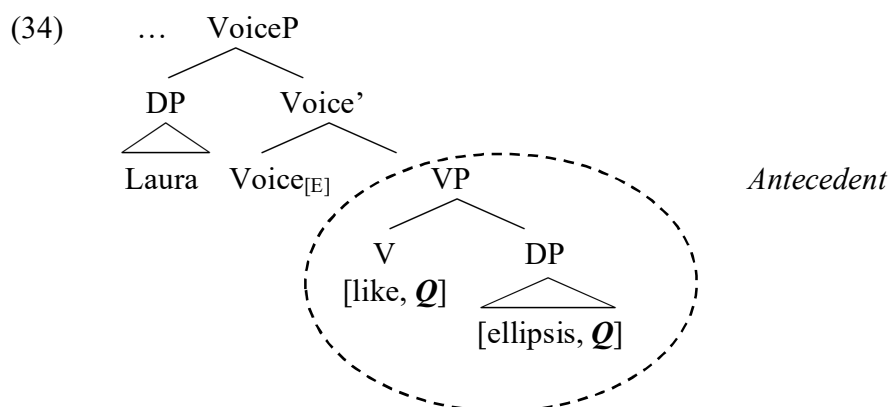 (34) … VoiceP
DP Voice’
Laura Voice[E] VP Antecedent
V DP
[like, Q]
[ellipsis, Q]